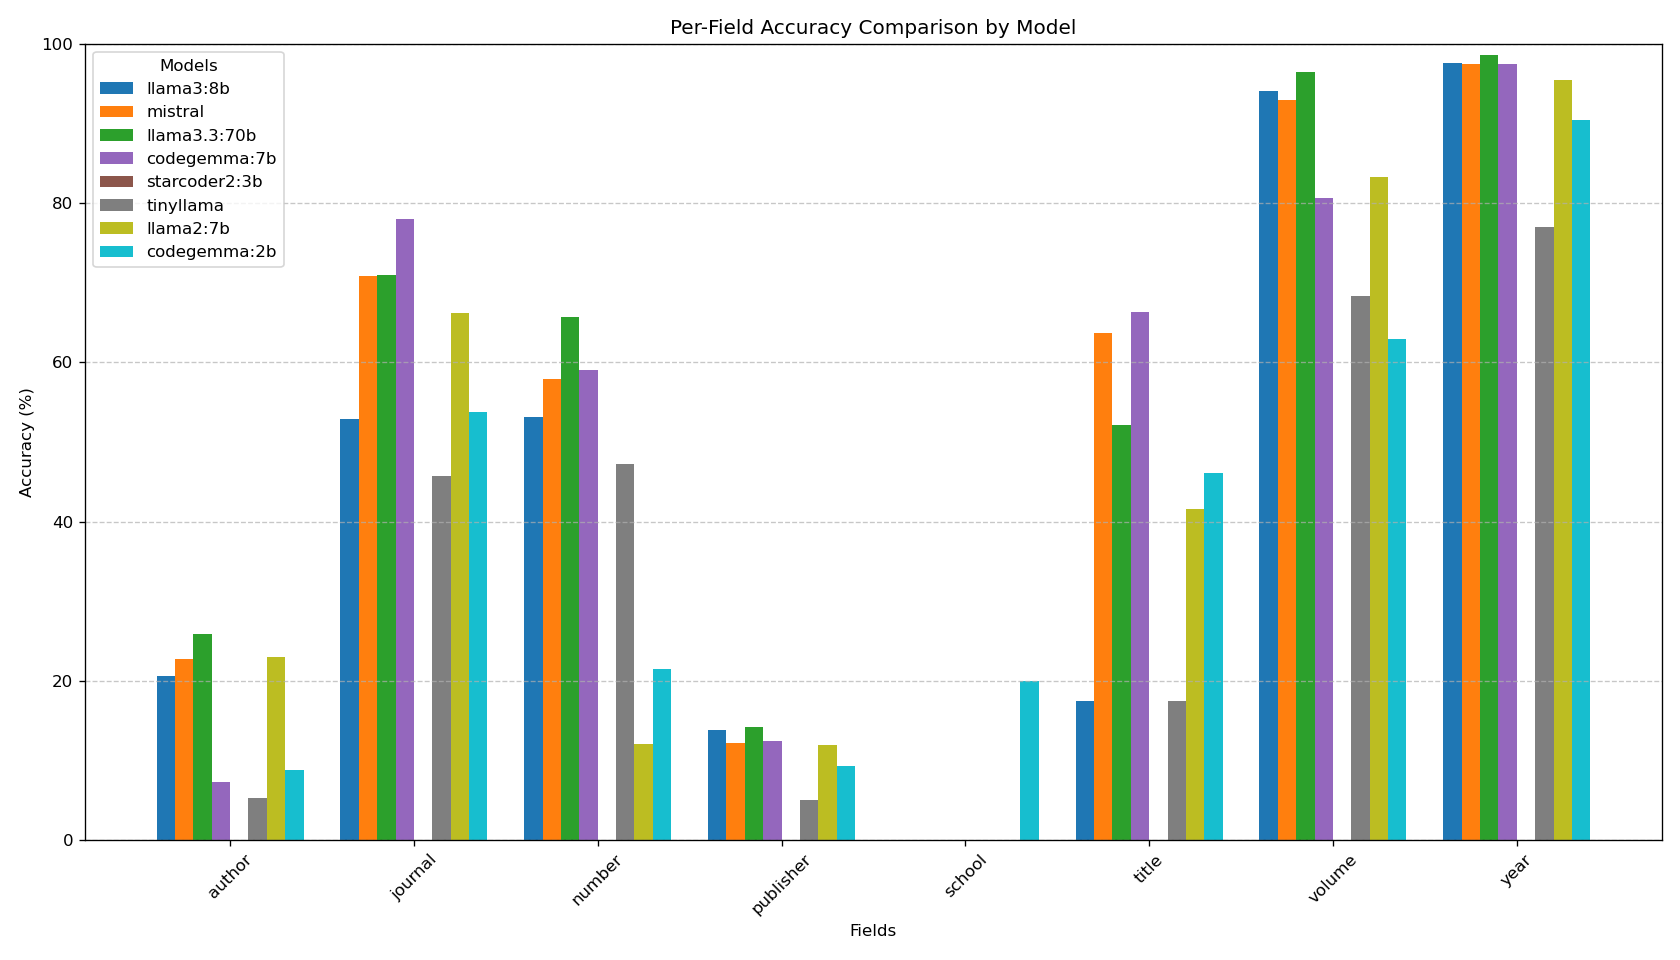 Per-Field Accuracy Comparison by Model
Models
llama3:8b
mistral
llama3.3:70b
codegemma:7b
starcoder2:3b
tinyllama
llama2:7b
codegemma:2b
Accuracy (%)
100
80
60
40
20
0
author
journal
number
publisher
school
title
volume
year
Fields